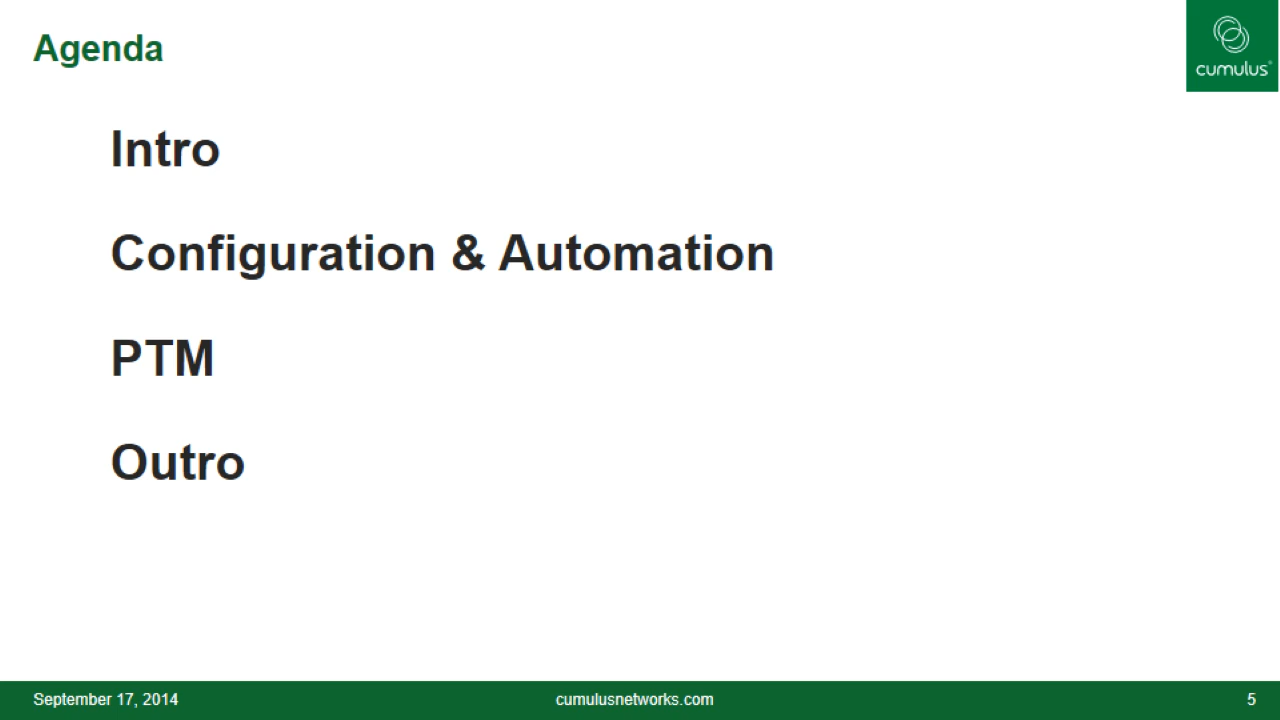 Agenda
cumulus®
Intro
Configuration & Automation
PTM
Outro
September 17, 2014
cumulusnetworks.com
5